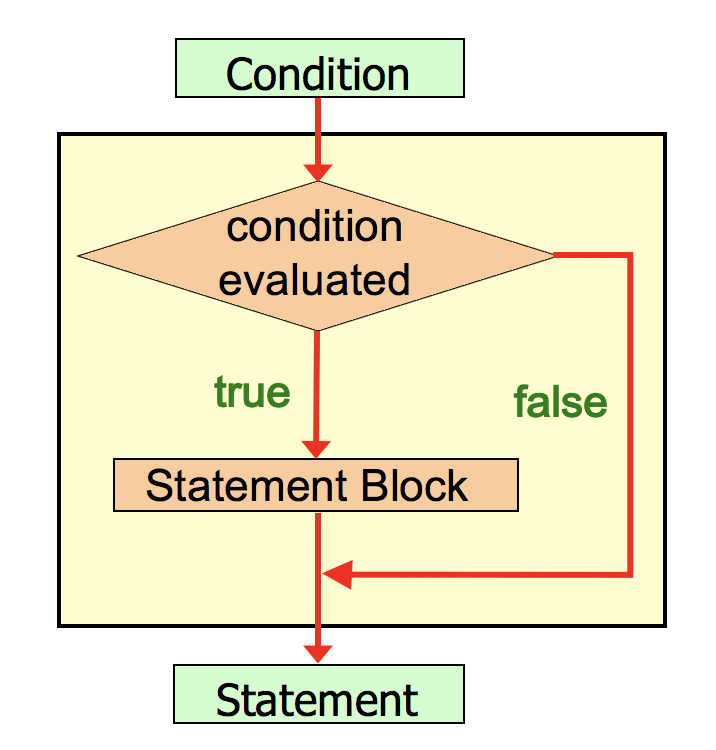 Condition
condition
evaluated
true
false
Statement Block
Statement